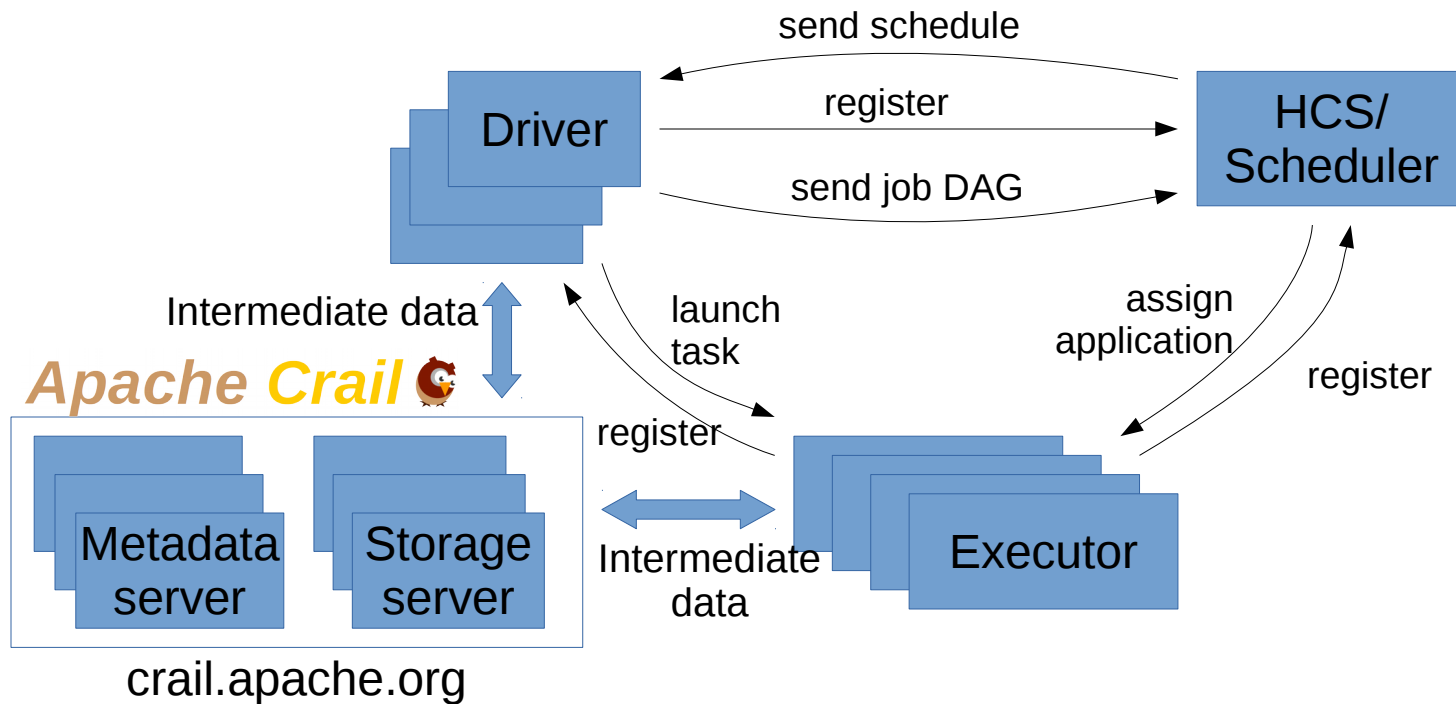 send schedule
register
send job DAG
Driver
HCS/
Scheduler
Intermediate data
launch
task
assign
application
register
register
Apache Crail
Metadata
server
Storage
server
Intermediate
data
Executor
crail.apache.org